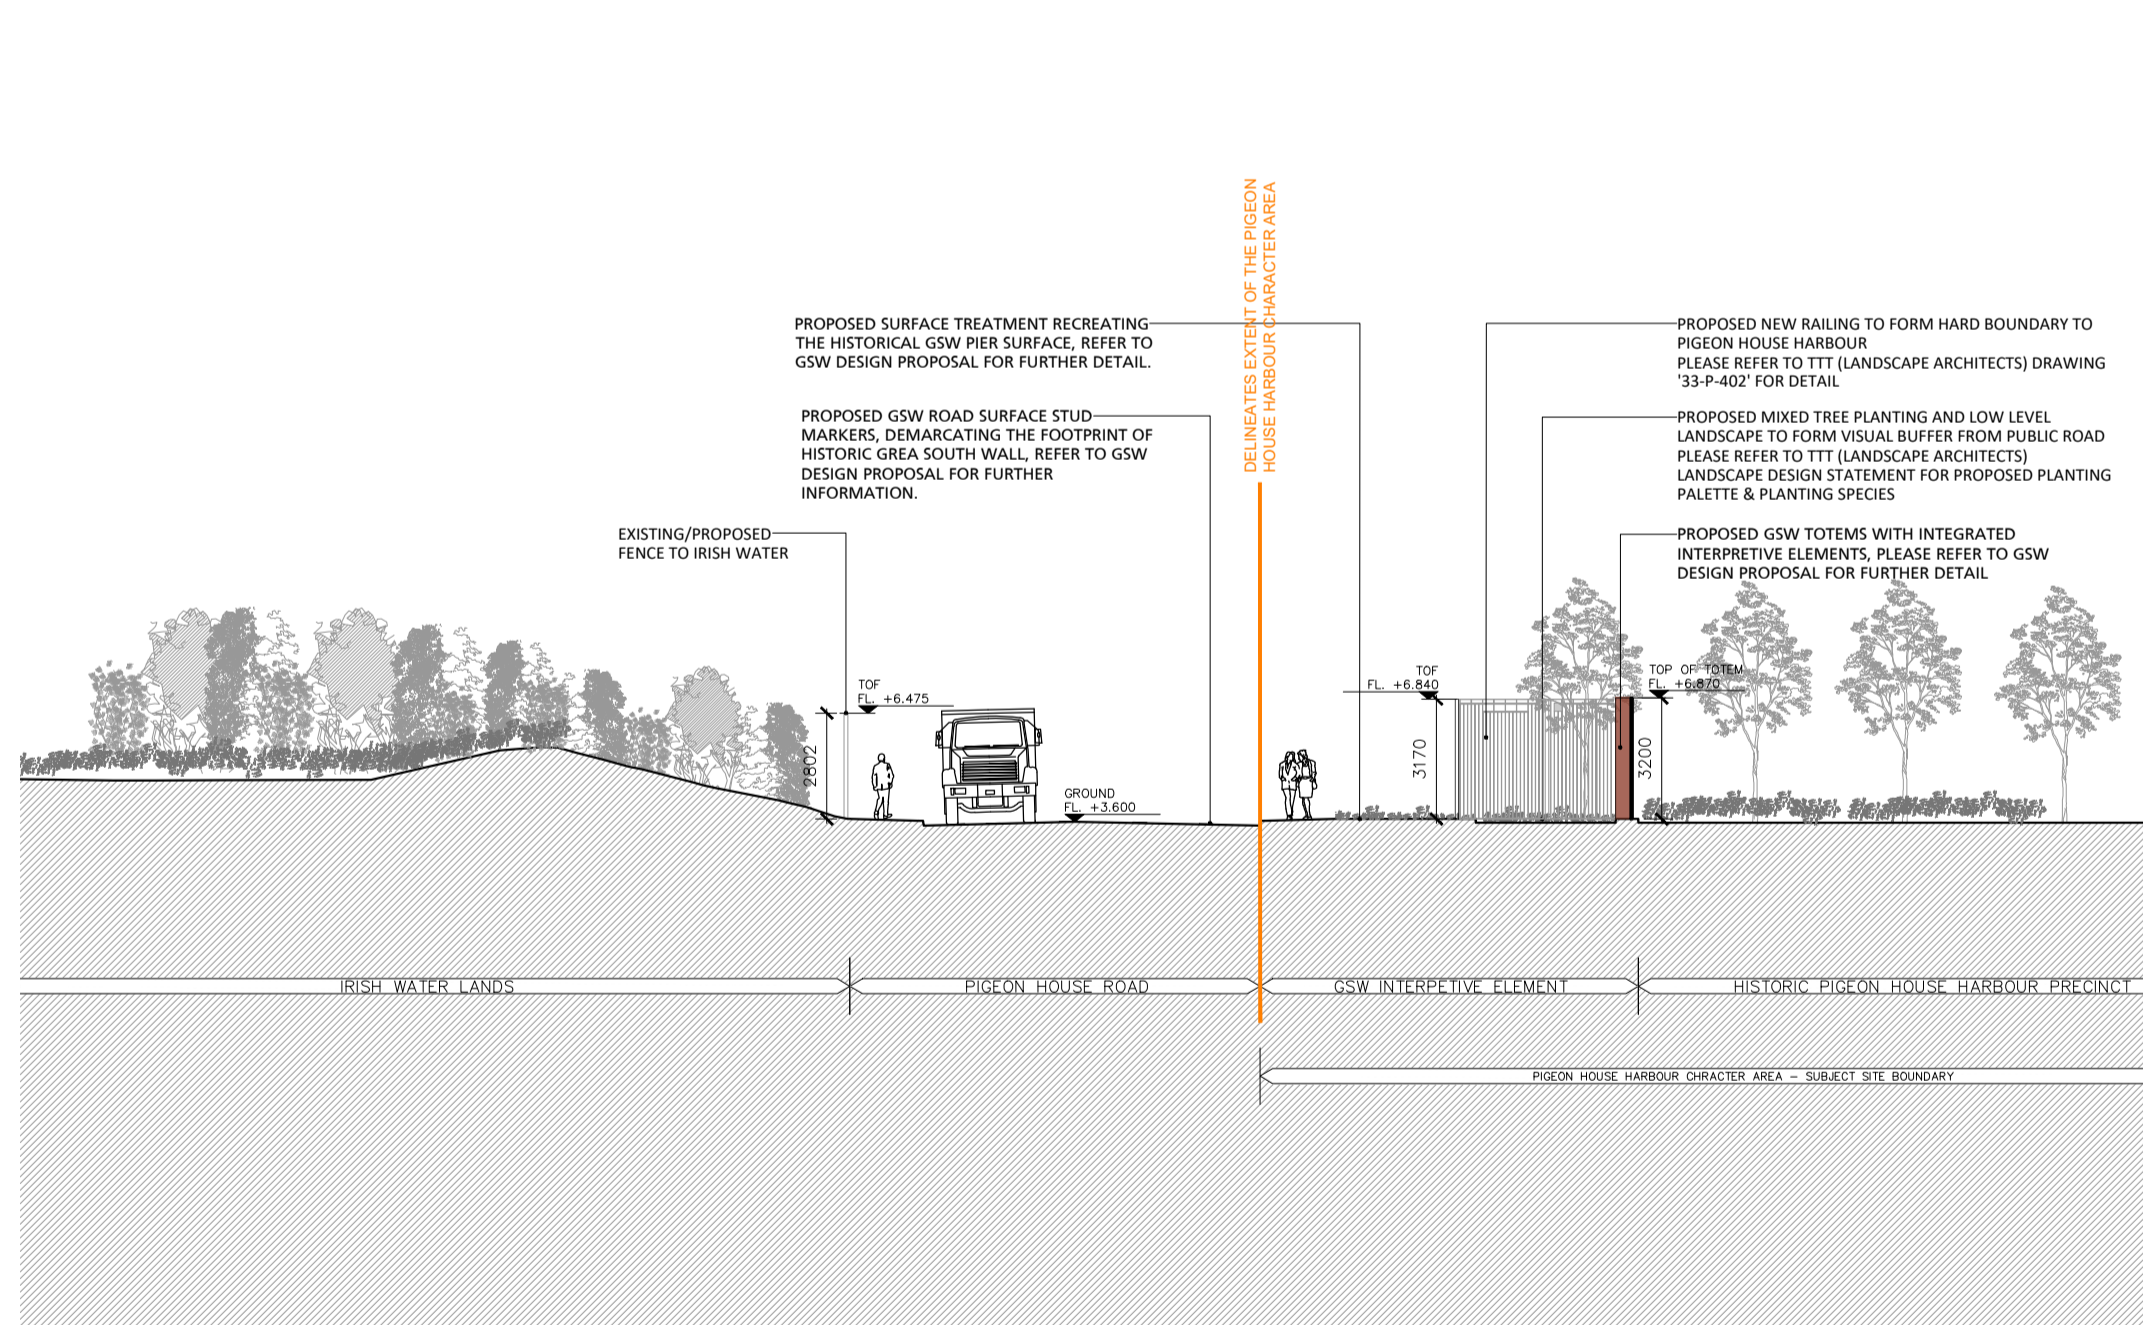 DELINEATES EXTENT OF THE PIGEON
HOUSE HARBOUR CHARACTER AREA
PROPOSED SURFACE TREATMENT RECREATING
THE HISTORICAL GSW PIER SURFACE, REFER TO
GSW DESIGN PROPOSAL FOR FURTHER DETAIL.
PROPOSED GSW ROAD SURFACE STUD
MARKERS, DEMARCATING THE FOOTPRINT OF
HISTORIC GREA SOUTH WALL, REFER TO GSW
DESIGN PROPOSAL FOR FURTHER
INFORMATION.
EXISTING/PROPOSED
FENCE TO IRISH WATER
PROPOSED NEW RAILING TO FORM HARD BOUNDARY TO
PIGEON HOUSE HARBOUR
PLEASE REFER TO TTT (LANDSCAPE ARCHITECTS) DRAWING
'33-P-402' FOR DETAIL
PROPOSED MIXED TREE PLANTING AND LOW LEVEL
LANDSCAPE TO FORM VISUAL BUFFER FROM PUBLIC ROAD
PLEASE REFER TO TTT (LANDSCAPE ARCHITECTS)
LANDSCAPE DESIGN STATEMENT FOR PROPOSED PLANTING
PALETTE & PLANTING SPECIES
PROPOSED GSW TOTEMS WITH INTEGRATED
INTERPRETIVE ELEMENTS, PLEASE REFER TO GSW
DESIGN PROPOSAL FOR FURTHER DETAIL
TOF
FL. +6.475
2802
GROUND
FL. +3.600
TOF
FL. +6.840
3170
TOP OF TOTEM
FL. +6.870
3200
IRISH WATER LANDS
PIGEON HOUSE ROAD
GSW INTERPETIVE ELEMENT
HISTORIC PIGEON HOUSE HARBOUR PRECINCT
PIGEON HOUSE HARBOUR CHRACTER AREA – SUBJECT SITE BOUNDARY